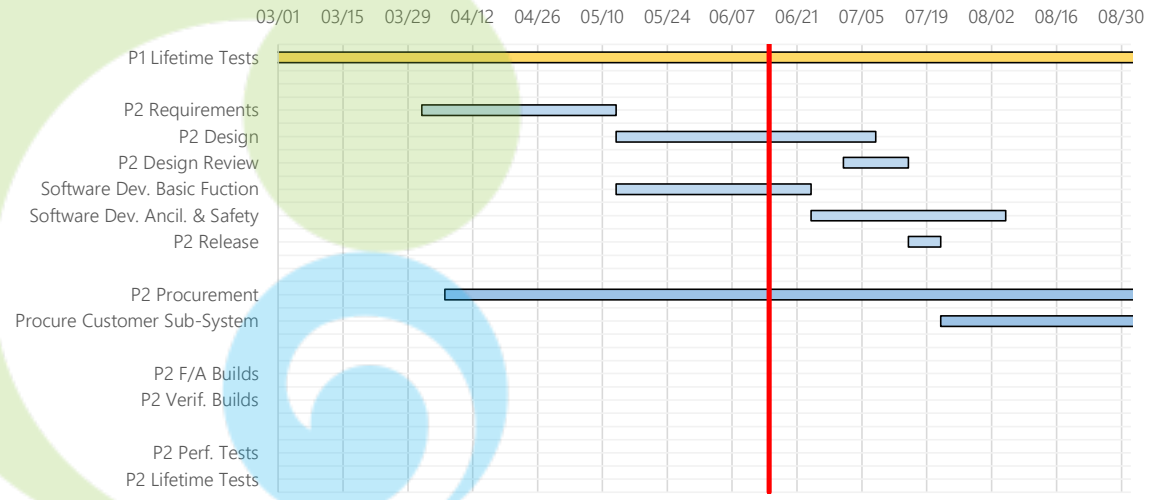 03/01 03/15 03/29 04/12 04/26 05/10 05/24 06/07 06/21 07/05 07/19 08/02 08/16 08/30
P1 Lifetime Tests
P2 Requirements
P2 Design
P2 Design Review
Software Dev. Basic Fuction
Software Dev. Ancil. & Safety
P2 Release
P2 Procurement
Procure Customer Sub-System
P2 F/A Builds
P2 Verif. Builds
P2 Perf. Tests
P2 Lifetime Tests